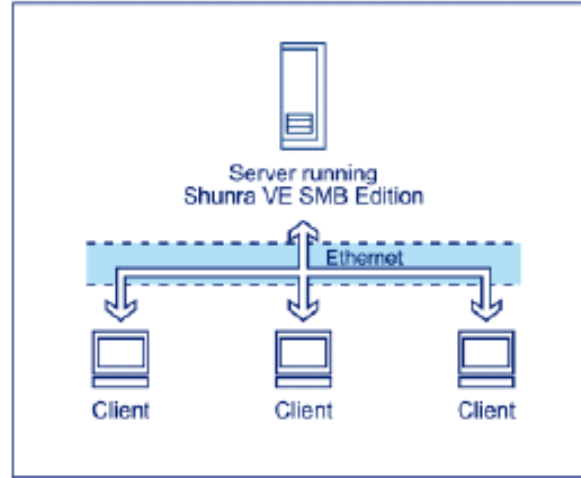 Server running
Shunra VE SMB Edition
Ethernet
Client
Client
Client